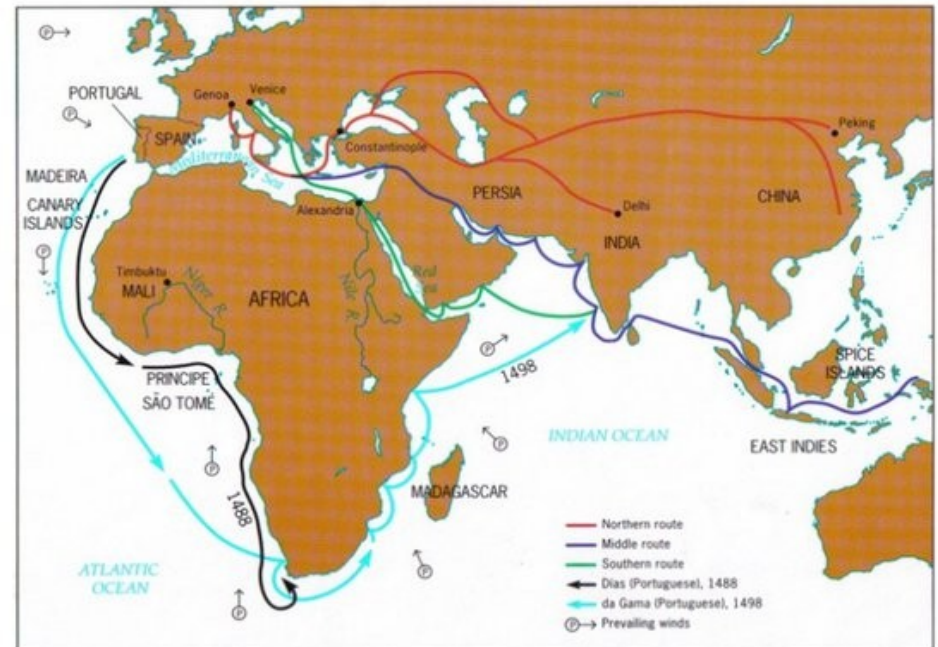 Genoa
Venice
PORTUGAL
SPAIN
Constantinople
Mediterranean Sea
Peking
MADEIRA
CANARY
ISLANDS
Alexandria
PERSIA
CHINA
Delhi
INDIA
Timbuktu
MALI
Niger R.
AFRICA
Nile R.
Red
Sea
P
P
P
P
P
P
P
P
PRINCIPE
SÃO TOMÉ
1498
SPICE
ISLANDS
INDIAN OCEAN
EAST INDIES
1488
MADAGASCAR
ATLANTIC
OCEAN
Northern route
Middle route
Southern route
Dias (Portuguese), 1488
da Gama (Portuguese), 1498
P Prevailing winds